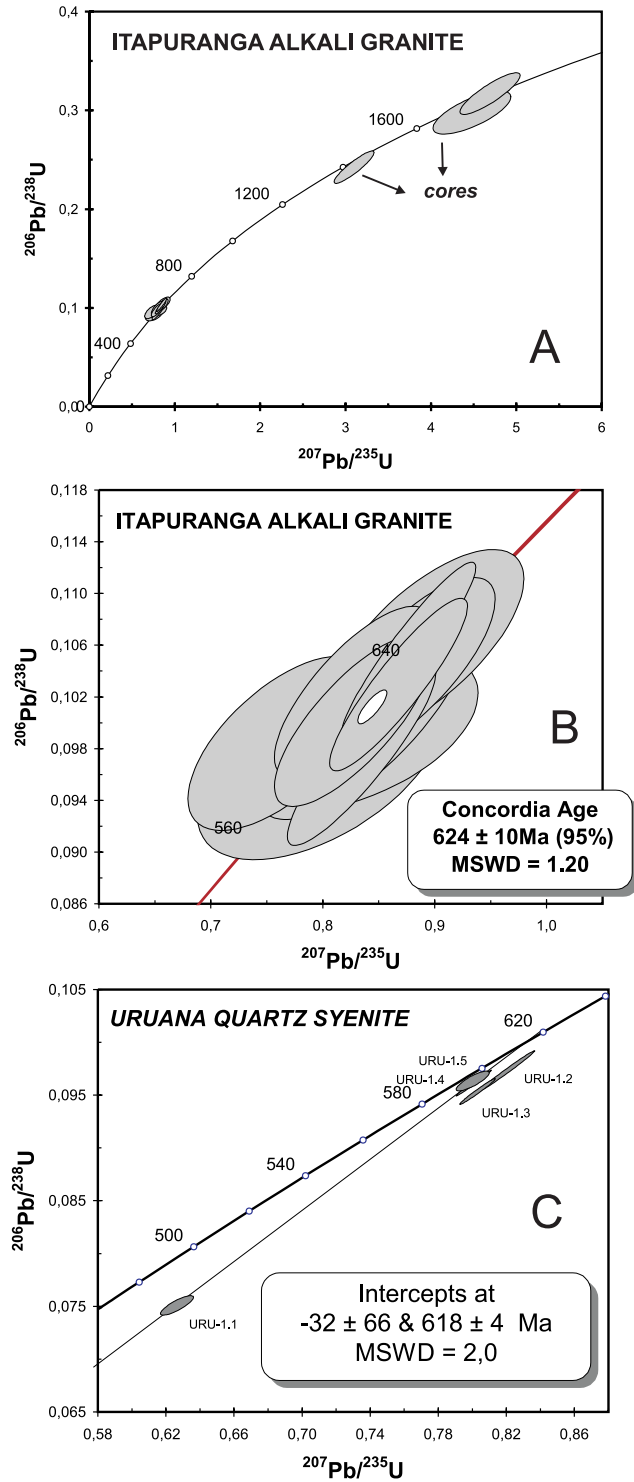 ITAPURANGA ALKALI GRANITE
0,4
0,3
0,2
0,1
0,0
0
400
800
1200
1600
cores
A
206Pb/238U
0 1 2 3 4 5 6
207Pb/235U
ITAPURANGA ALKALI GRANITE
0,118
0,114
0,110
0,106
0,102
0,098
0,094
0,090
0,086
640
560
B
206Pb/238U
Concordia Age
624 ± 10Ma (95%)
MSWD = 1.20
0,6 0,7 0,8 0,9 1,0
207Pb/235U
URUANA QUARTZ SYENITE
0,105
0,095
0,085
0,075
0,065
620
580
540
500
URU-1.5
URU-1.4
URU-1.2
URU-1.3
URU-1.1
C
206Pb/238U
Intercepts at
-32 ± 66 & 618 ± 4 Ma
MSWD = 2,0
0,58 0,62 0,66 0,70 0,74 0,78 0,82 0,86
207Pb/235U